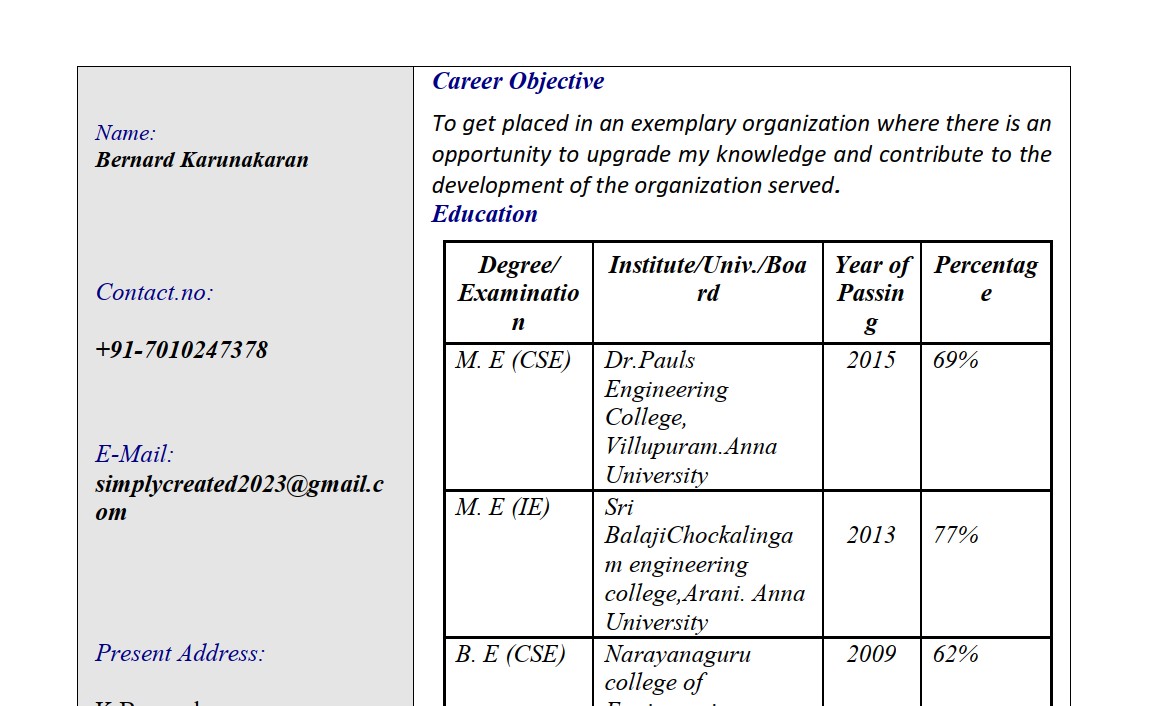 Name:
Bernard Karunakaran
Contact.no:
+91-7010247378
E-Mail:
simplycreated2023@gmail.c
om
Present Address:
Career Objective
To get placed in an exemplary organization where there is an
opportunity to upgrade my knowledge and contribute to the
development of the organization served.
Education
Degree/ Institute/Univ./Boa Year of Percentag
Examinatio rd Passin e
n g
M. E (CSE) Dr.Pauls 2015 69%
Engineering
College,
Villupuram.Anna
University
M. E (IE) Sri
BalajiChockalinga 2013 77%
m engineering
college,Arani. Anna
University
B. E (CSE) Narayanaguru 2009 62%
college of